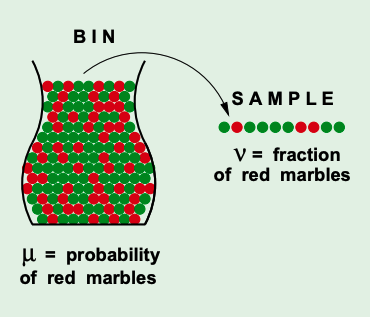 BIN
SAMPLE
ν = fraction
of red marbles
μ = probability
of red marbles